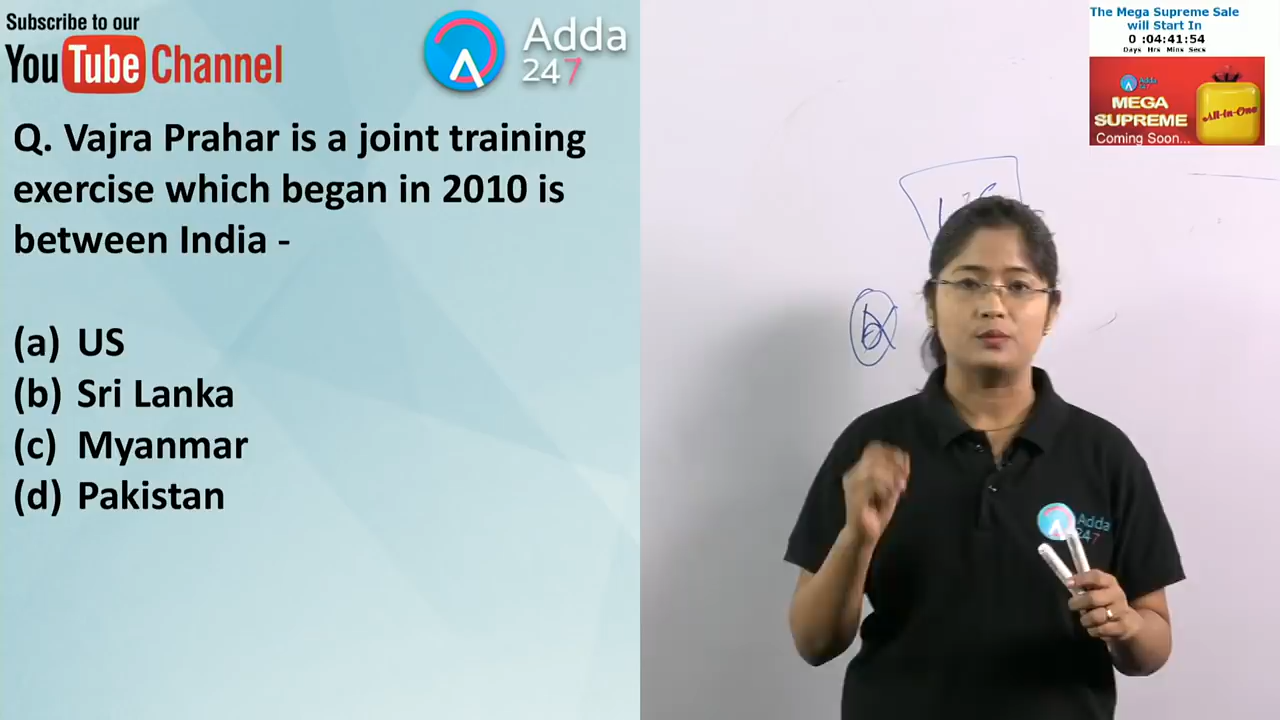 Subscribe to our
YouTube Channel
Adda
247
The Mega Supreme Sale
will Start In
0 :04:41:54
Days Hrs Mins Secs
Adda
247
MEGA
SUPREME
Coming Soon...
All-in-One
Q. Vajra Prahar is a joint training
exercise which began in 2010 is
between India -
(a) US
(b) Sri Lanka
(c) Myanmar
(d) Pakistan
Adda
247